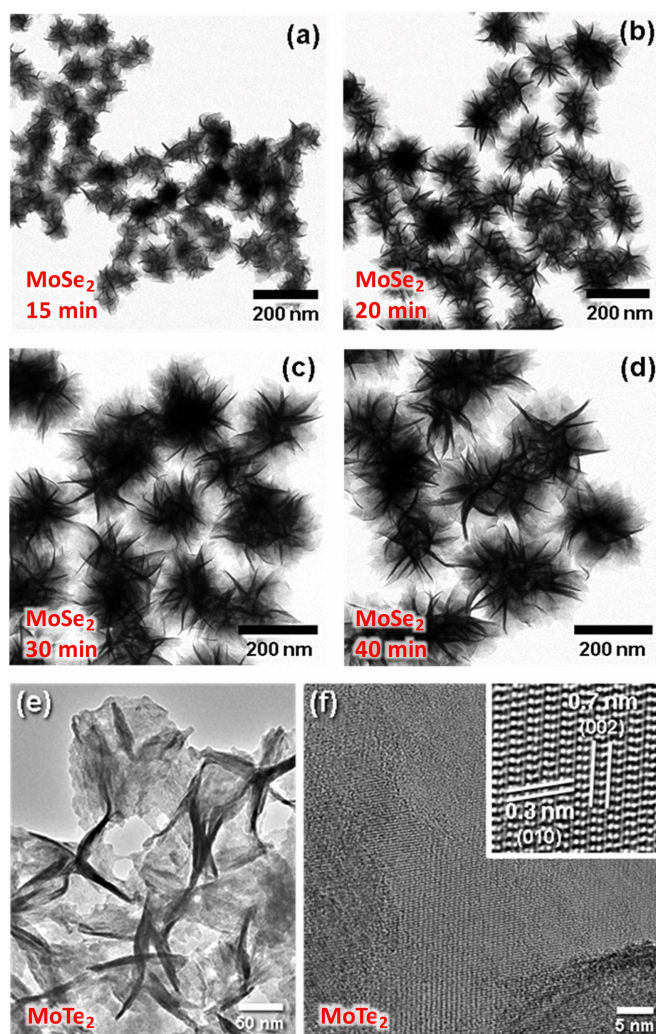 (a)
MoSe₂
15 min
200 nm
(b)
MoSe₂
20 min
200 nm
(c)
MoSe₂
30 min
200 nm
(d)
MoSe₂
40 min
200 nm
(e)
MoTe₂
50 nm
(f)
0.7 nm
(002)
0.3 nm
(010)
MoTe₂
5 nm